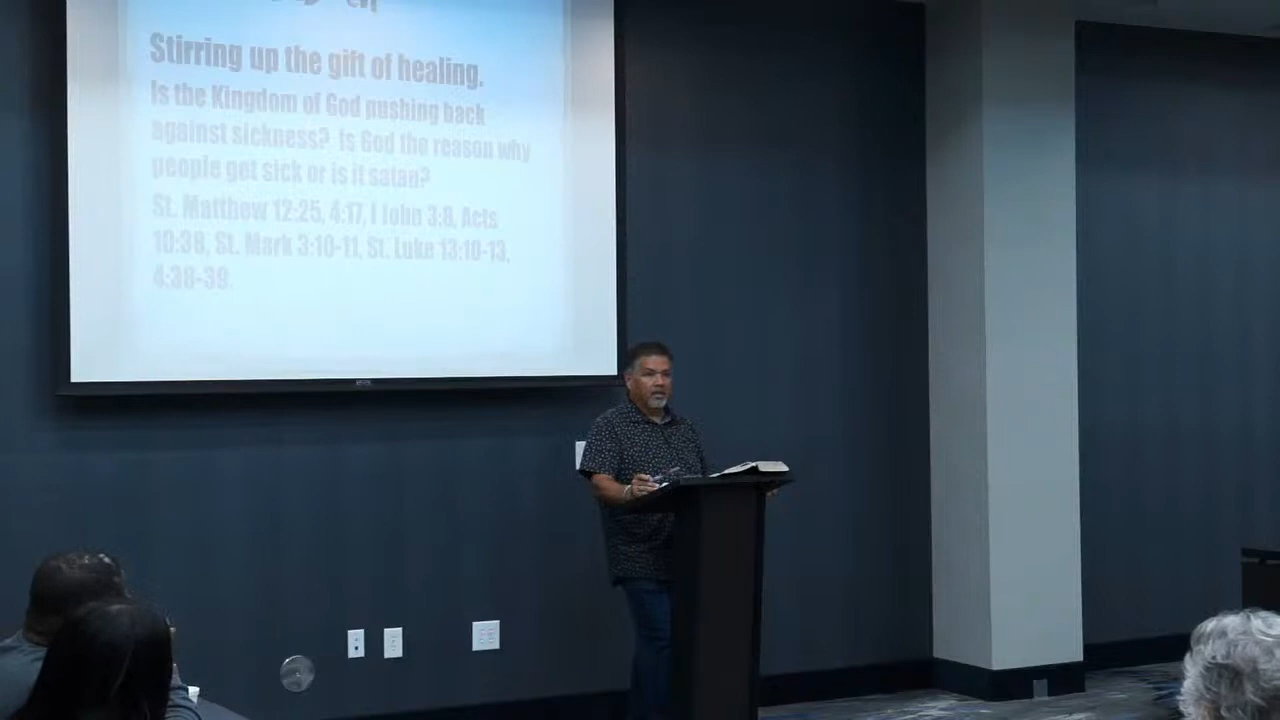 Stirring up the gift of healing.
Is the Kingdom of God pushing back
against sickness? Is God the reason why
people get sick or is it satan?
St. Matthew 12:25, 4:17, I John 3:8, Acts
10:38, St. Mark 3:10-11, St. Luke 13:10-13,
4:38-39.